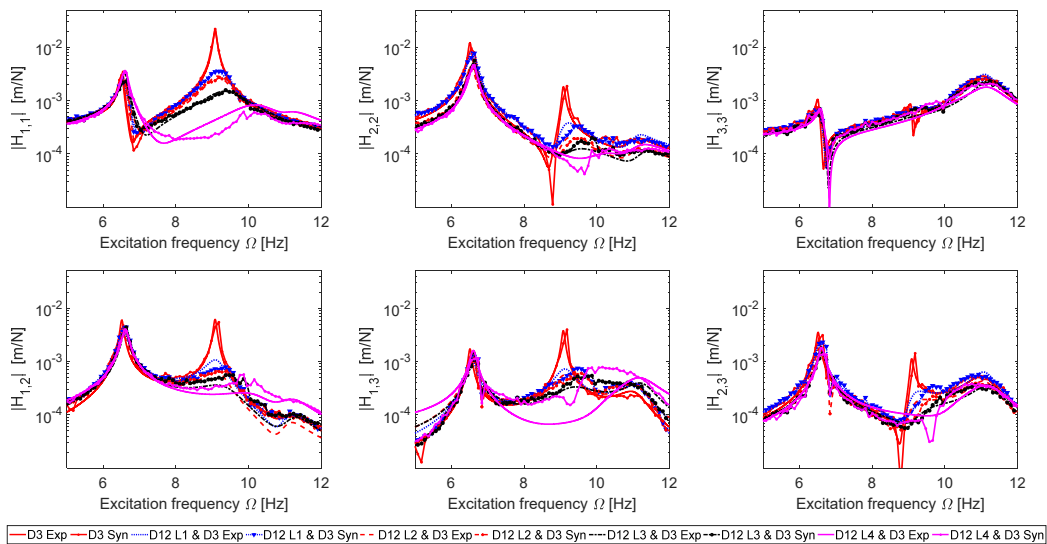 |H1,1| [m/N]
10-2
10-3
10-4
6 8 10 12
Excitation frequency Ω [Hz]
|H2,2| [m/N]
10-2
10-3
10-4
6 8 10 12
Excitation frequency Ω [Hz]
|H3,3| [m/N]
10-2
10-3
10-4
6 8 10 12
Excitation frequency Ω [Hz]
|H1,2| [m/N]
10-2
10-3
10-4
6 8 10 12
Excitation frequency Ω [Hz]
|H1,3| [m/N]
10-2
10-3
10-4
6 8 10 12
Excitation frequency Ω [Hz]
|H2,3| [m/N]
10-2
10-3
10-4
6 8 10 12
Excitation frequency Ω [Hz]
D3 Exp D3 Syn D12 L1 & D3 Exp D12 L1 & D3 Syn D12 L2 & D3 Exp D12 L2 & D3 Syn D12 L3 & D3 Exp D12 L3 & D3 Syn D12 L4 & D3 Exp D12 L4 & D3 Syn